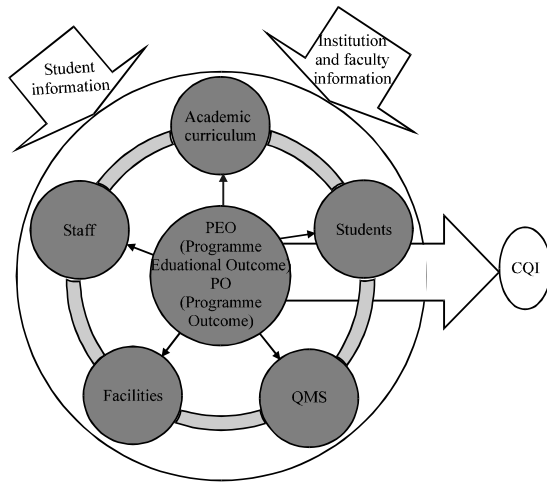 Student
information
Institution
and faculty
information
Academic
curriculum
Staff
Students
PEO
(Programme
Eduational Outcome)
PO
(Programme
Outcome)
CQI
Facilities
QMS